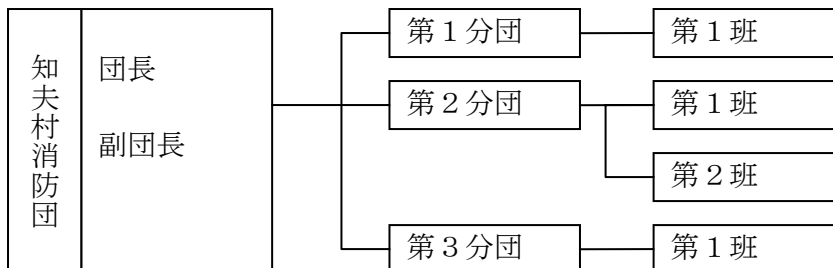 知夫村消防団
団長
副団長
第１分団
第１班
第２分団
第１班
第２班
第３分団
第１班